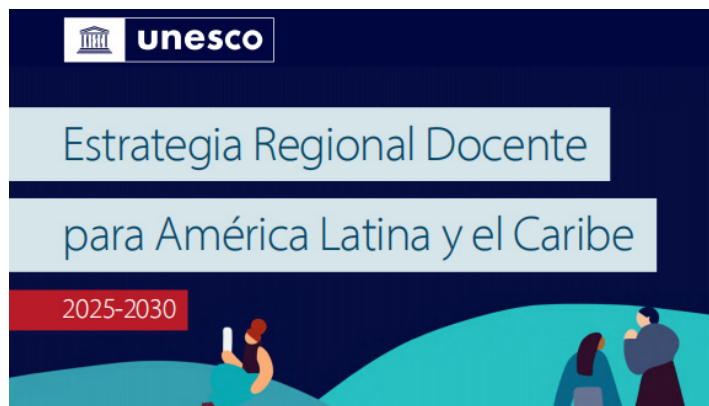 unesco
Estrategia Regional Docente
para América Latina y el Caribe
2025-2030